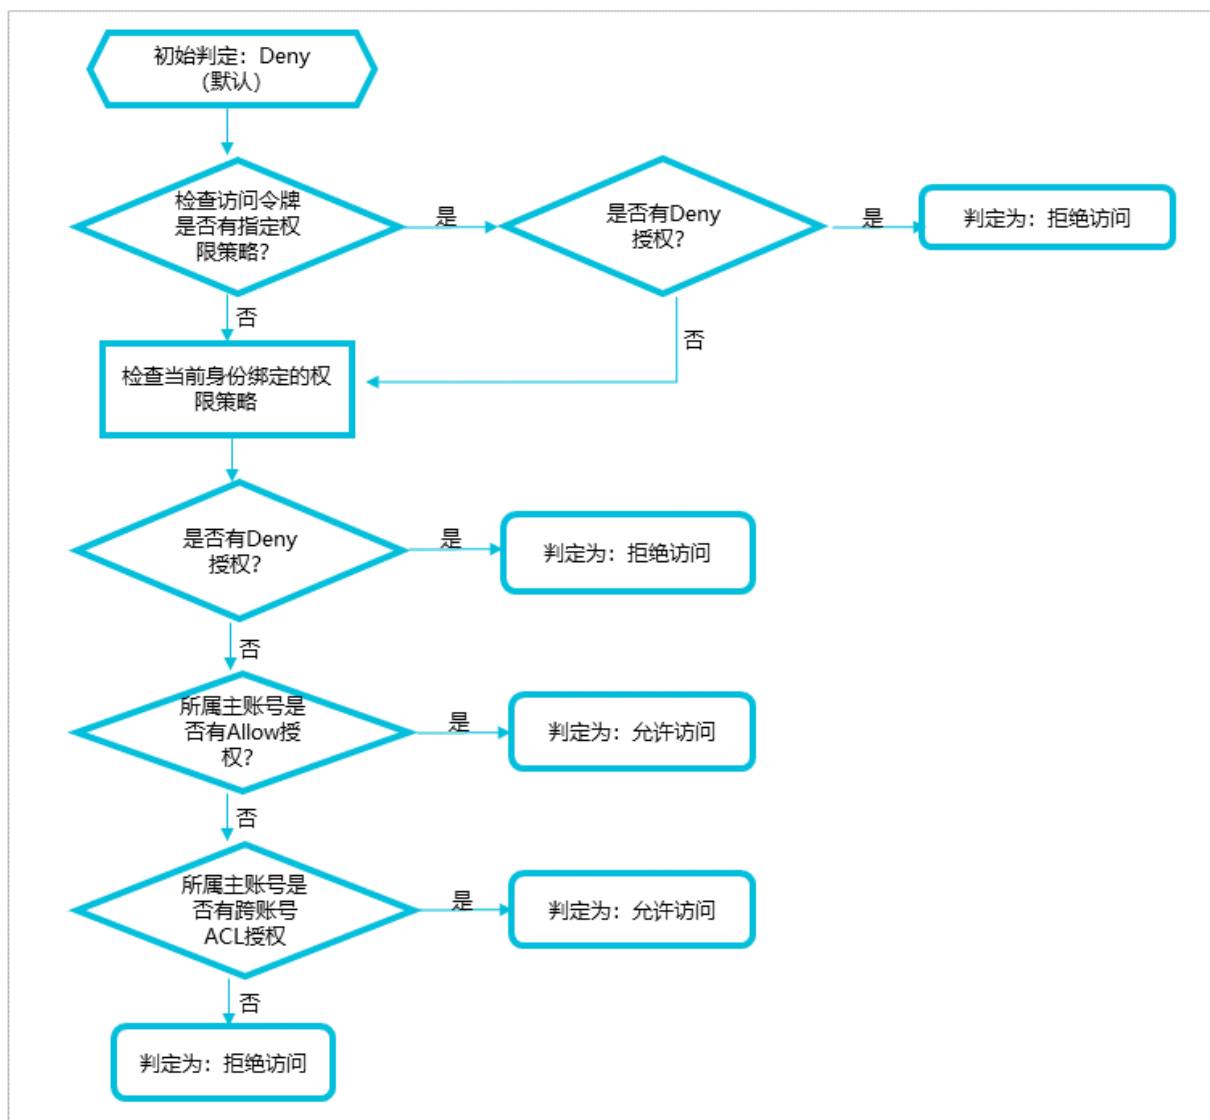 初始判定：Deny
（默认）
检查访问令牌
是否有指定权
限策略？
是
是否有Deny
授权？
是
判定为：拒绝访问
否
否
检查当前身份绑定的权
限策略
是否有Deny
授权？
是
判定为：拒绝访问
否
所属主账号是
否有Allow授
权？
是
判定为：允许访问
否
所属主账号是
否有跨账号
ACL授权
是
判定为：允许访问
否
判定为：拒绝访问